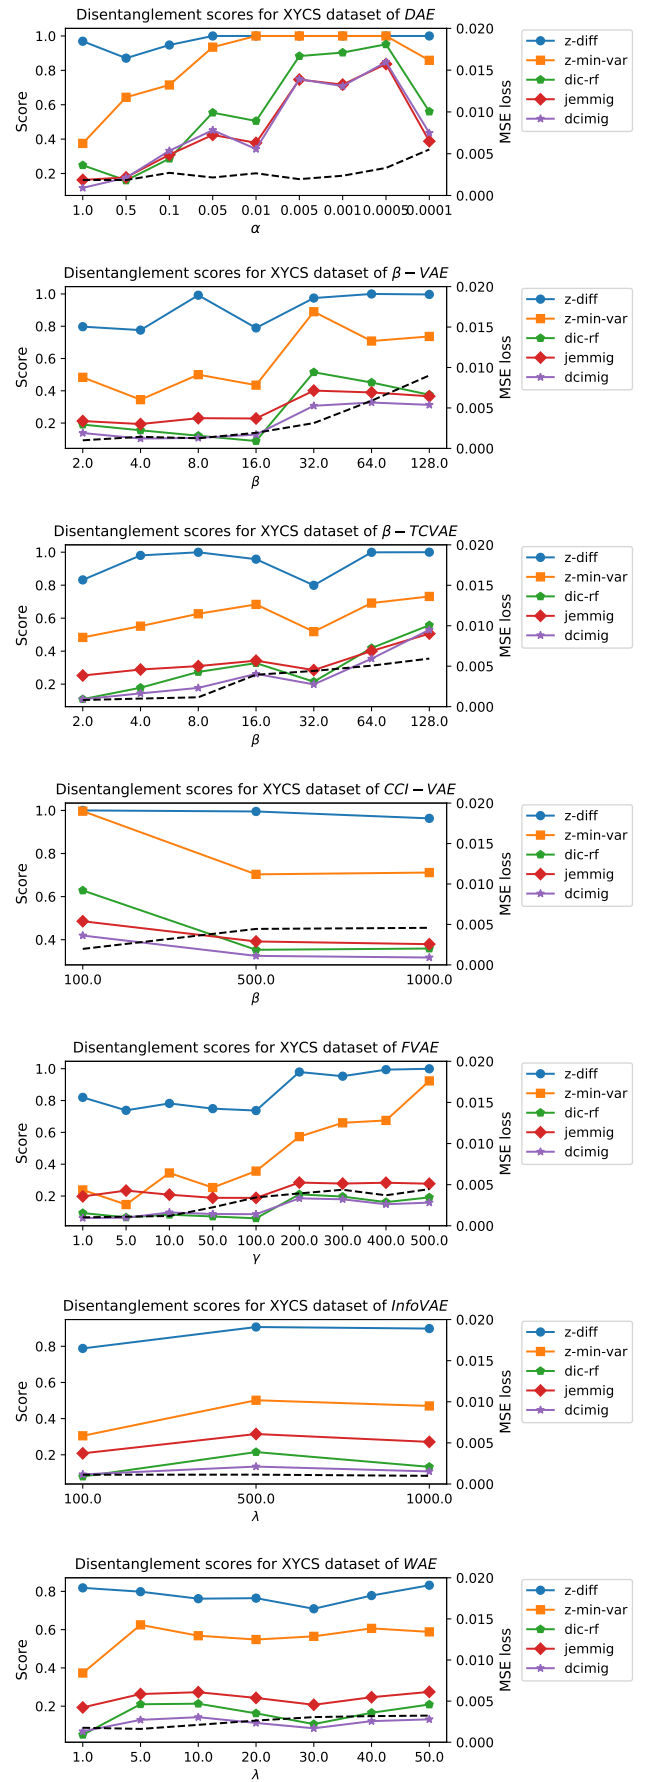 Disentanglement scores for XYCS dataset of DAE
1.0
0.8
0.6
0.4
0.2
Score
0.020
0.015
0.010
0.005
0.000
MSE loss
1.0 0.5 0.1 0.05 0.01 0.005 0.001 0.0005 0.0001
α
z-diff
z-min-var
dic-rf
jemmig
dcimig
Disentanglement scores for XYCS dataset of β − VAE
1.0
0.8
0.6
0.4
0.2
Score
0.020
0.015
0.010
0.005
0.000
MSE loss
2.0 4.0 8.0 16.0 32.0 64.0 128.0
β
z-diff
z-min-var
dic-rf
jemmig
dcimig
Disentanglement scores for XYCS dataset of β − TCVAE
1.0
0.8
0.6
0.4
0.2
Score
0.020
0.015
0.010
0.005
0.000
MSE loss
2.0 4.0 8.0 16.0 32.0 64.0 128.0
β
z-diff
z-min-var
dic-rf
jemmig
dcimig
Disentanglement scores for XYCS dataset of CCI − VAE
1.0
0.8
0.6
0.4
Score
0.020
0.015
0.010
0.005
0.000
MSE loss
100.0 500.0 1000.0
β
z-diff
z-min-var
dic-rf
jemmig
dcimig
Disentanglement scores for XYCS dataset of FVAE
1.0
0.8
0.6
0.4
0.2
Score
0.020
0.015
0.010
0.005
0.000
MSE loss
1.0 5.0 10.0 50.0 100.0 200.0 300.0 400.0 500.0
γ
z-diff
z-min-var
dic-rf
jemmig
dcimig
Disentanglement scores for XYCS dataset of InfoVAE
0.8
0.6
0.4
0.2
Score
0.020
0.015
0.010
0.005
0.000
MSE loss
100.0 500.0 1000.0
λ
z-diff
z-min-var
dic-rf
jemmig
dcimig
Disentanglement scores for XYCS dataset of WAE
0.8
0.6
0.4
0.2
Score
0.020
0.015
0.010
0.005
0.000
MSE loss
1.0 5.0 10.0 20.0 30.0 40.0 50.0
λ
z-diff
z-min-var
dic-rf
jemmig
dcimig